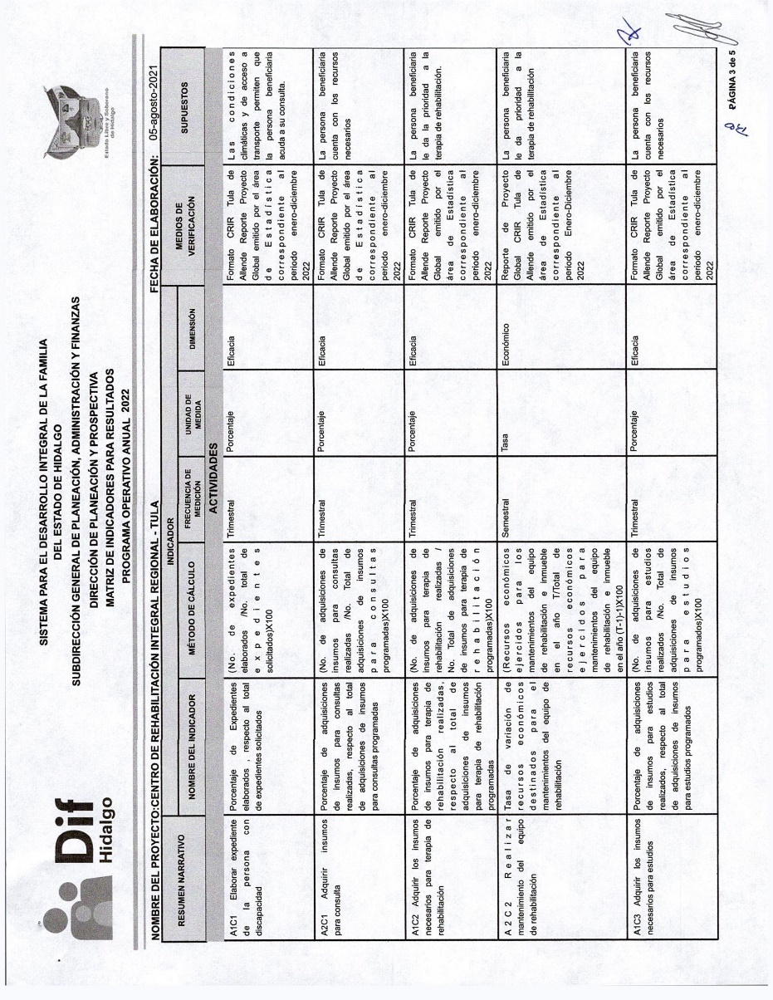 SISTEMA PARA EL DESARROLLO INTEGRAL DE LA FAMILIA
DEL ESTADO DE HIDALGO
SUBDIRECCIÓN GENERAL DE PLANEACIÓN, ADMINISTRACIÓN Y FINANZAS
DIRECCIÓN DE PLANEACIÓN Y PROSPECTIVA
MATRIZ DE INDICADORES PARA RESULTADOS
PROGRAMA OPERATIVO ANUAL 2022
Dif
Hidalgo
Estado Libre y Soberano
de Hidalgo
NOMBRE DEL PROYECTO:CENTRO DE REHABILITACIÓN INTEGRAL REGIONAL - TULA
FECHA DE ELABORACIÓN: 05-agosto-2021
RESUMEN NARRATIVO
INDICADOR
NOMBRE DEL INDICADOR
MÉTODO DE CÁLCULO
FRECUENCIA DE
MEDICIÓN
UNIDAD DE
MEDIDA
DIMENSIÓN
MEDIOS DE
VERIFICACIÓN
SUPUESTOS
ACTIVIDADES
A1C1 Elaborar expediente
de la persona con
discapacidad
Porcentaje de Expedientes
elaborados , respecto al total
de expedientes solicitados
(No. de expedientes
elaborados /No. total de
expedientes
solicitados)X100
Trimestral
Porcentaje
Eficacia
Formato CRIR Tula de
Allende Reporte Proyecto
Global emitido por el área
de Estadística
correspondiente al
periodo enero-diciembre
2022
Las condiciones
climáticas y de acceso a
transporte permiten que
la persona beneficiaria
acuda a su consulta.
A2C1 Adquirir insumos
para consulta
Porcentaje de adquisiciones
de insumos para consultas
realizadas, respecto al total
de adquisiciones de insumos
para consultas programadas
(No. de adquisiciones de
insumos para consultas
realizadas /No. Total de
adquisiciones de insumos
para consultas
programadas)X100
Trimestral
Porcentaje
Eficacia
Formato CRIR Tula de
Allende Reporte Proyecto
Global emitido por el área
de Estadística
correspondiente al
periodo enero-diciembre
2022
La persona beneficiaria
cuenta con los recursos
necesarios
A1C2 Adquirir los insumos
necesarios para terapia de
rehabilitación
Porcentaje de adquisiciones
de insumos para terapia de
rehabilitación realizadas,
respecto al total de
adquisiciones de insumos
para terapia de rehabilitación
programadas
(No. de adquisiciones de
insumos para terapia de
rehabilitación realizadas /
No. Total de adquisiciones
de insumos para terapia de
rehabilitación
programadas)X100
Trimestral
Porcentaje
Eficacia
Formato CRIR Tula de
Allende Reporte Proyecto
Global emitido por el
área de Estadística
correspondiente al
periodo enero-diciembre
2022
La persona beneficiaria
le da la prioridad a la
terapia de rehabilitación.
A2C2 Realizar
mantenimiento del equipo
de rehabilitación
Tasa de variación de
recursos económicos
destinados para el
mantenimientos del equipo de
rehabilitación
(Recursos económicos
ejercidos para los
mantenimientos del equipo
de rehabilitación e inmueble
en el año T/Total de
recursos económicos
ejercidos para
mantenimientos del equipo
de rehabilitación e inmueble
en el año (T-1)-1)X100
Semestral
Tasa
Económico
Reporte de Proyecto
Global CRIR Tula de
Allende emitido por el
área de Estadística
correspondiente al
periodo Enero-Diciembre
2022
La persona beneficiaria
le da prioridad a la
terapia de rehabilitación
A1C3 Adquirir los insumos
necesarios para estudios
Porcentaje de adquisiciones
de insumos para estudios
realizados, respecto al total
de adquisiciones de insumos
para estudios programados
(No. de adquisiciones de
insumos para estudios
realizados /No. Total de
adquisiciones de insumos
para estudios
programados)X100
Trimestral
Porcentaje
Eficacia
Formato CRIR Tula de
Allende Reporte Proyecto
Global emitido por el
área de Estadística
correspondiente al
periodo enero-diciembre
2022
La persona beneficiaria
cuenta con los recursos
necesarios
PÁGINA 3 de 5